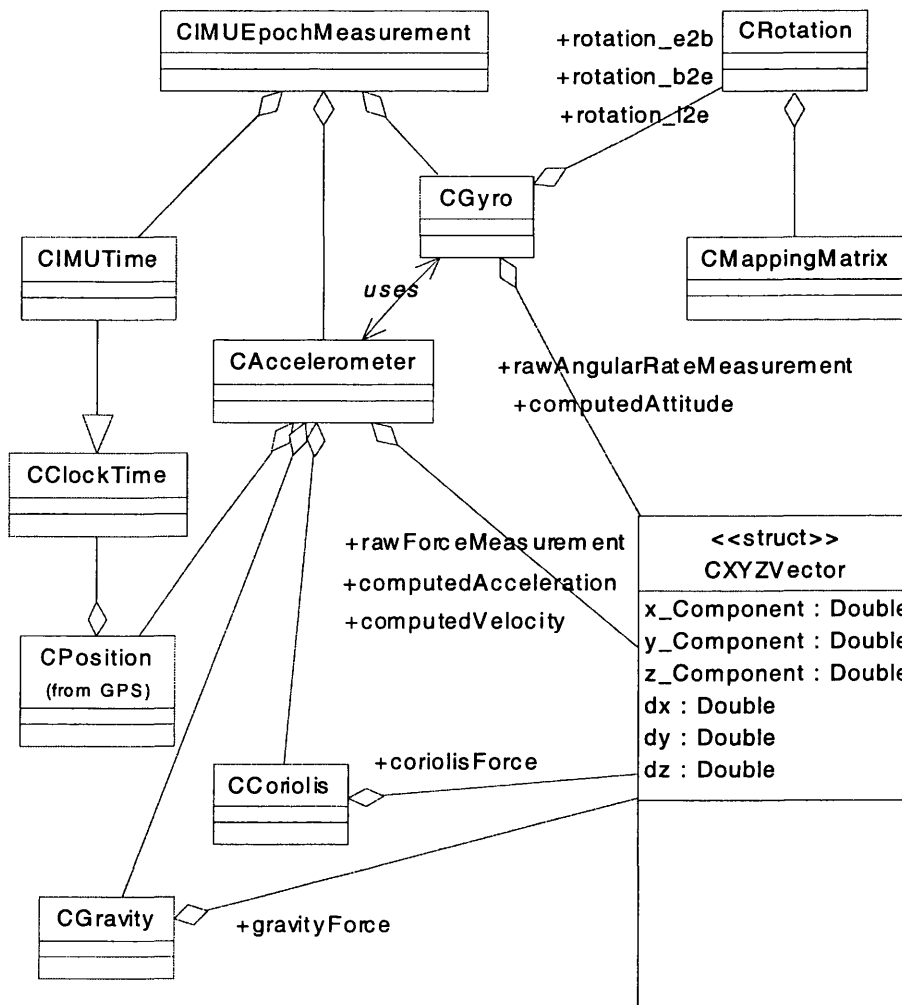 CIMUEpochMeasurement
+rotation_e2b
+rotation_b2e
+rotation_l2e
CRotation
CGyro
CIMUTime
CMappingMatrix
uses
CAccelerometer
+rawAngularRateMeasurement
+computedAttitude
CClockTime
+rawForceMeasurement
+computedAcceleration
+computedVelocity
<<struct>>
CXYZVector
x_Component : Double
y_Component : Double
z_Component : Double
dx : Double
dy : Double
dz : Double
CPosition
(from GPS)
CCoriolis
+coriolisForce
CGravity
+gravityForce